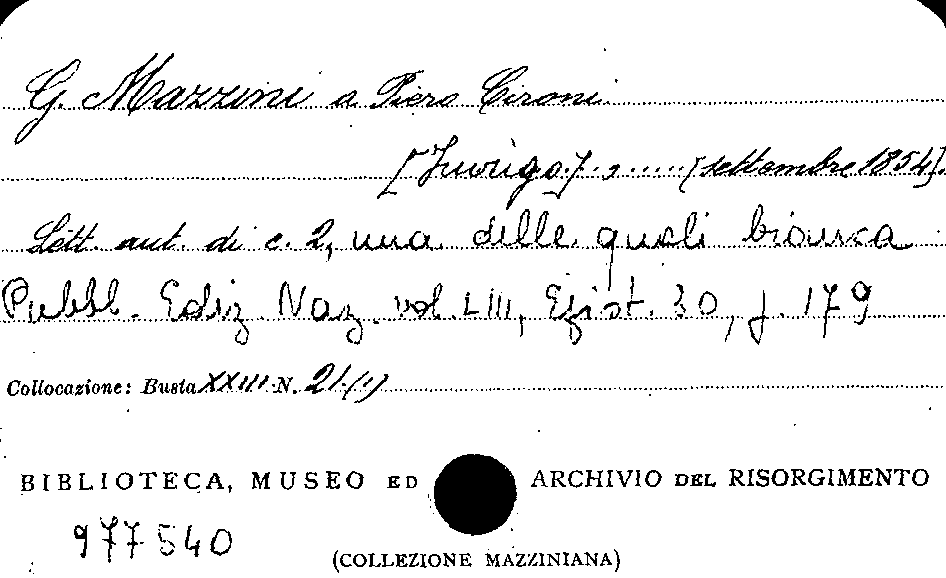 G. Mazzini a Piero Cironi
[Zurigo], ..... [settembre 1854].
Lett. aut. di c. 2, una delle quali bianca
Pubbl. Ediz. Naz. vol. LIII, Epist. 30, p. 179
Collocazione: Busta XXIII N. 21 (1)
BIBLIOTECA, MUSEO ED ARCHIVIO DEL RISORGIMENTO
977540
(COLLEZIONE MAZZINIANA)